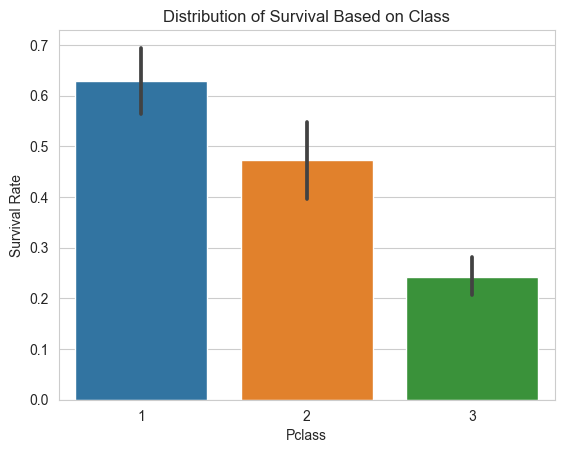 Distribution of Survival Based on Class
0.7
0.6
0.5
0.4
0.3
0.2
0.1
0.0
Survival Rate
1 2 3
Pclass